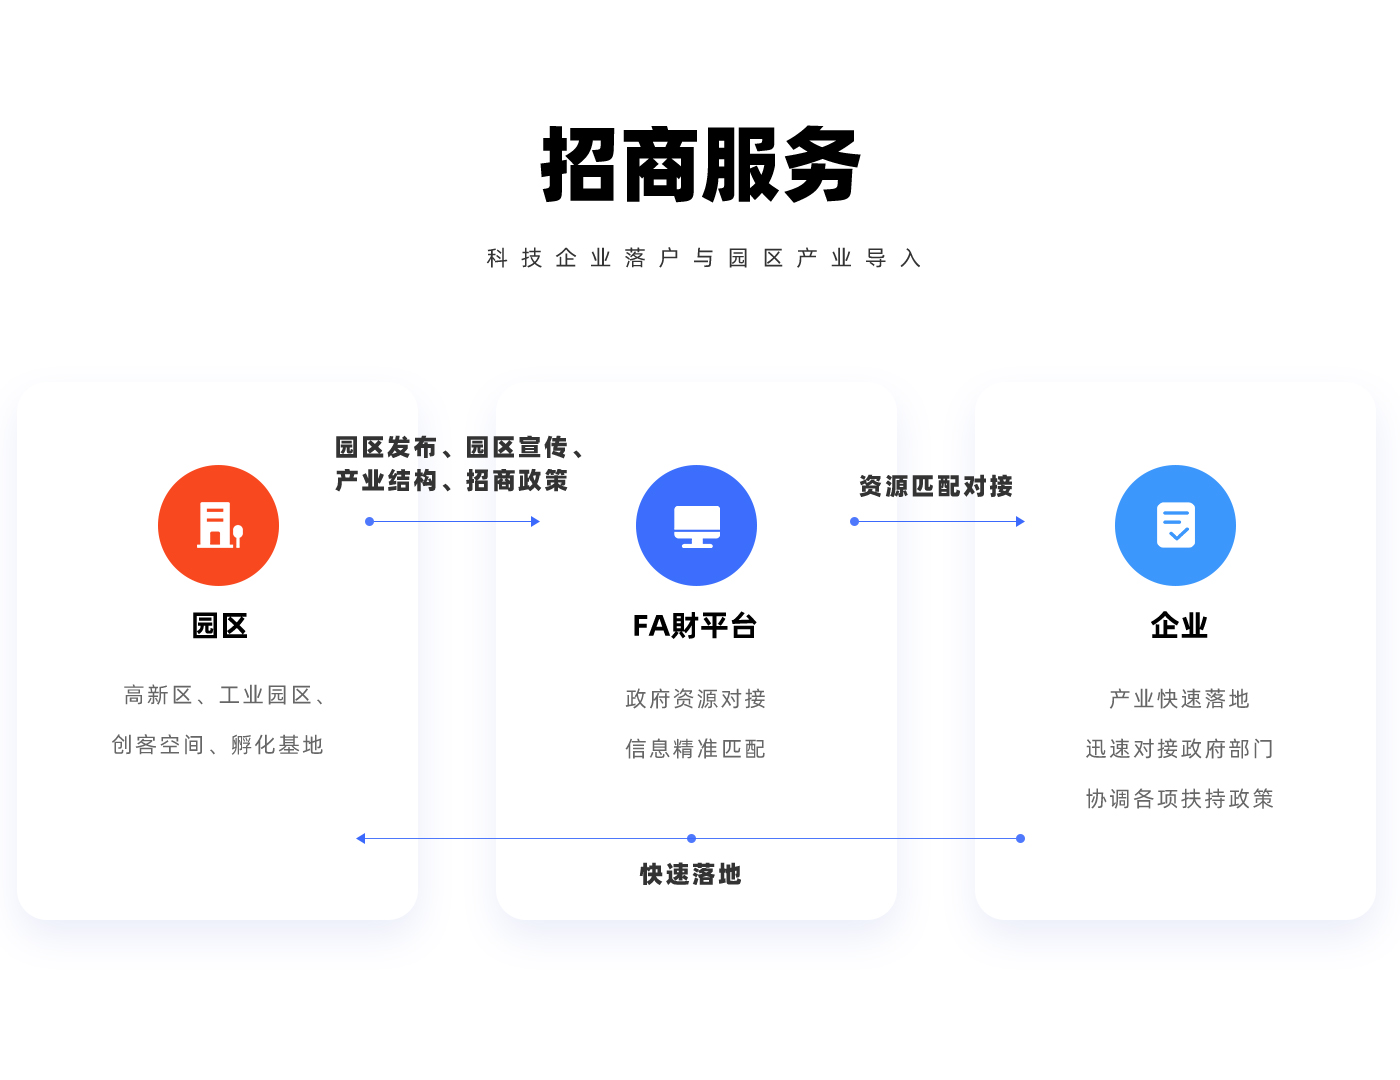 招商服务
科技企业落户与园区产业导入
园区发布、园区宣传、
产业结构、招商政策
资源匹配对接
园区
FA財平台
企业
高新区、工业园区、
创客空间、孵化基地
政府资源对接
信息精准匹配
产业快速落地
迅速对接政府部门
协调各项扶持政策
快速落地